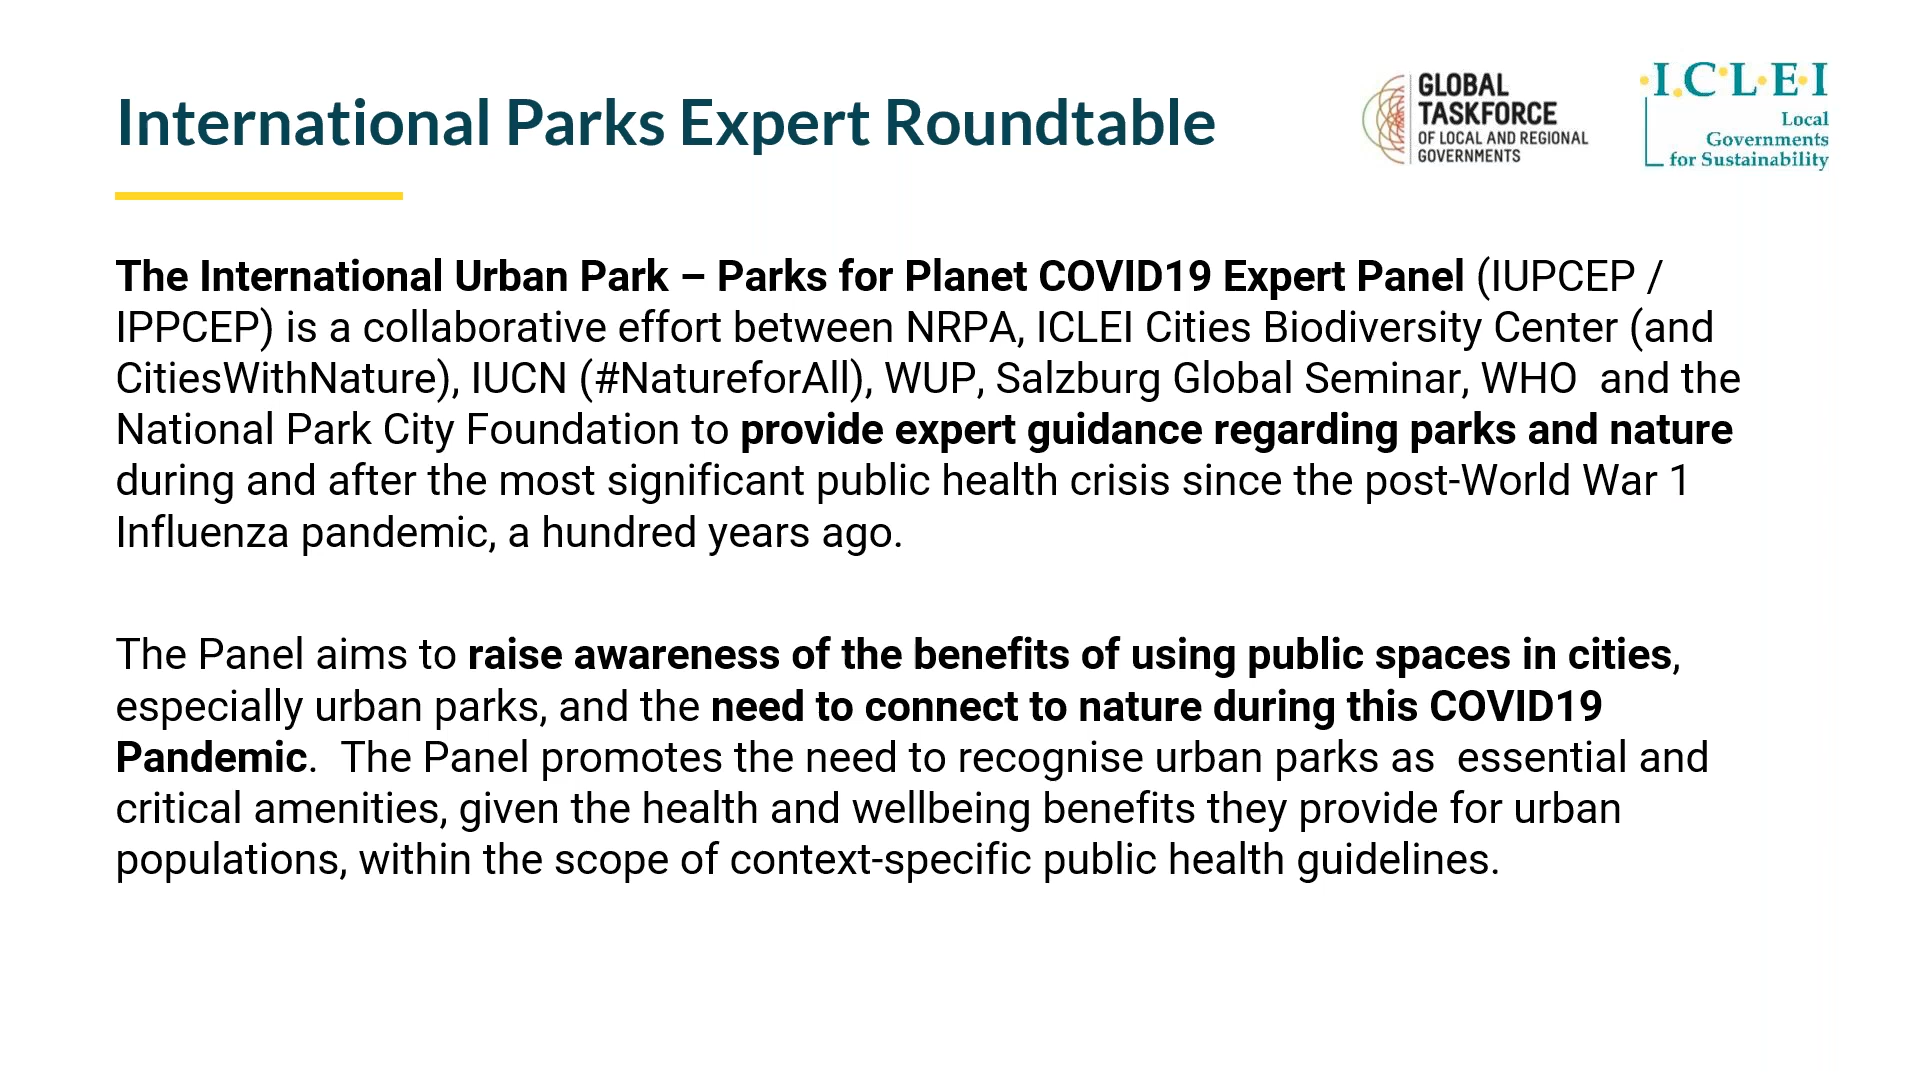 International Parks Expert Roundtable
GLOBAL
TASKFORCE
OF LOCAL AND REGIONAL
GOVERNMENTS
I.C.L.E.I
Local
Governments
for Sustainability
The International Urban Park – Parks for Planet COVID19 Expert Panel (IUPCEP /
IPPCEP) is a collaborative effort between NRPA, ICLEI Cities Biodiversity Center (and
CitiesWithNature), IUCN (#NatureforAll), WUP, Salzburg Global Seminar, WHO  and the
National Park City Foundation to provide expert guidance regarding parks and nature
during and after the most significant public health crisis since the post-World War 1
Influenza pandemic, a hundred years ago.
The Panel aims to raise awareness of the benefits of using public spaces in cities,
especially urban parks, and the need to connect to nature during this COVID19
Pandemic.  The Panel promotes the need to recognise urban parks as  essential and
critical amenities, given the health and wellbeing benefits they provide for urban
populations, within the scope of context-specific public health guidelines.